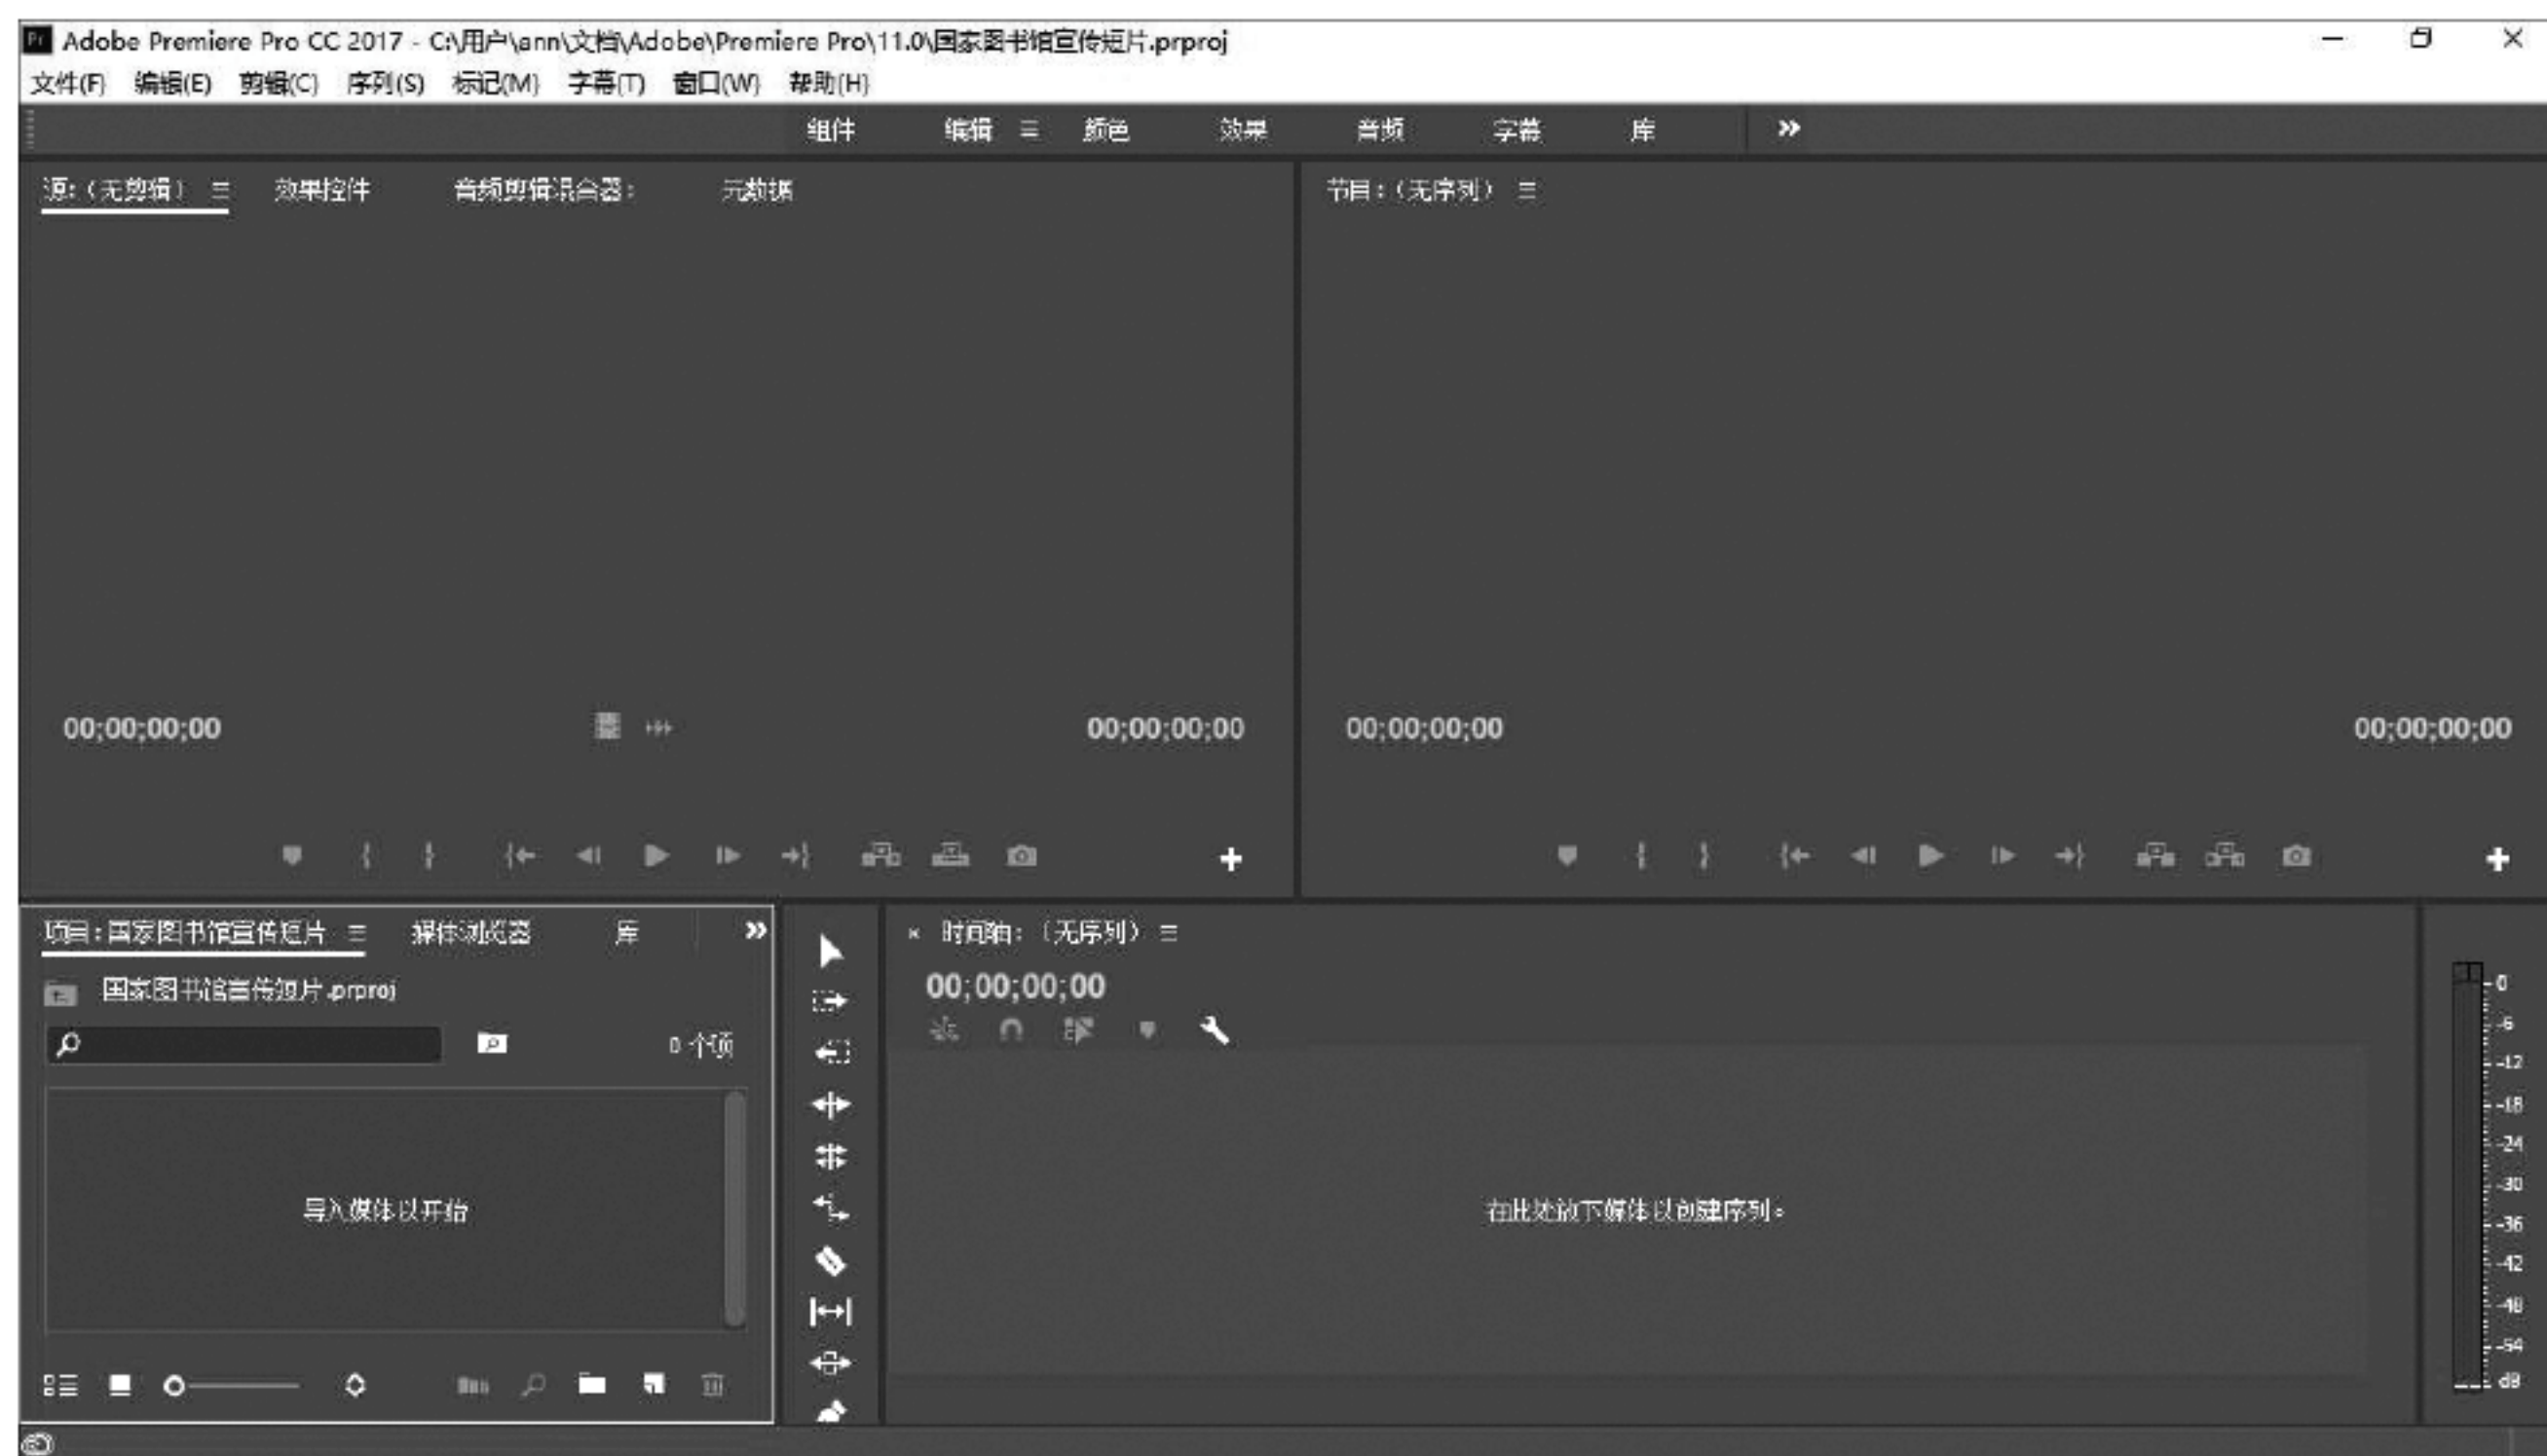 Pr Adobe Premiere Pro CC 2017 - C:\用户\ann\文档\Adobe\Premiere Pro\11.0\国家图书馆宣传短片.prproj
文件(F) 编辑(E) 剪辑(C) 序列(S) 标记(M) 字幕(T) 窗口(W) 帮助(H)
组件 编辑 颜色 效果 音频 字幕 库
源:（无剪辑） 效果控件 音频剪辑混合器: 元数据
节目:（无序列）
00;00;00;00 00;00;00;00
00;00;00;00 00;00;00;00
项目:国家图书馆宣传短片 媒体浏览器 库
国家图书馆宣传短片.prproj
0 个项
导入媒体以开始
× 时间轴:（无序列）
00;00;00;00
在此处放下媒体以创建序列。
0
-6
-12
-18
-24
-30
-36
-42
-48
-54
dB